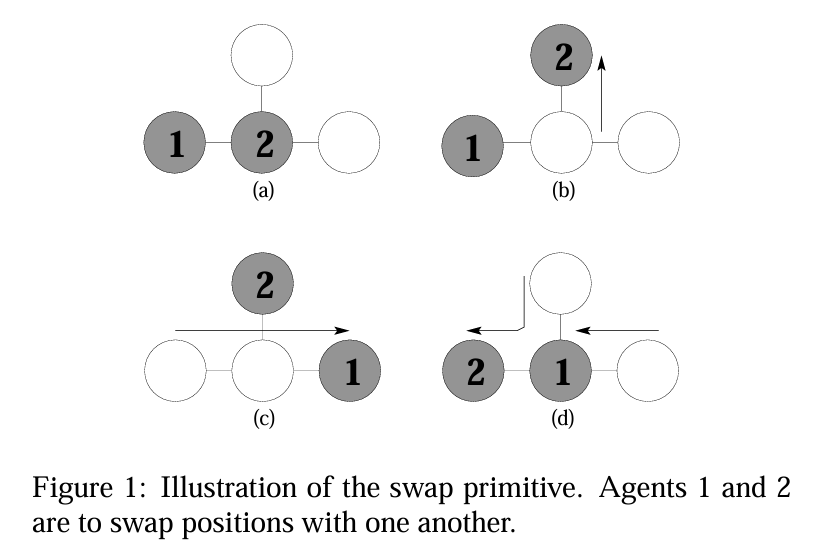 2
1 2
(a) (b)
1
2
2 1
1
(c) (d)
Figure 1: Illustration of the swap primitive. Agents 1 and 2
are to swap positions with one another.